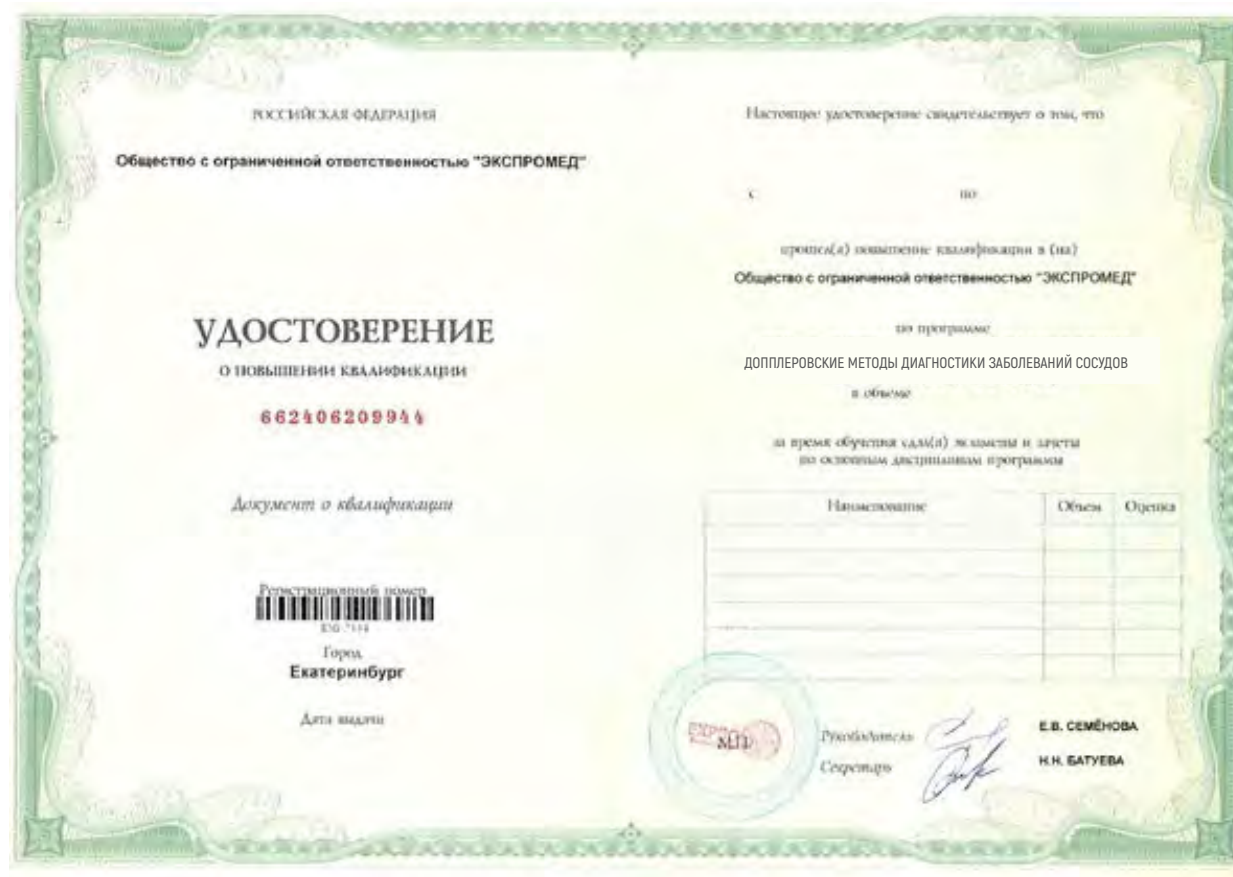 РОССИЙСКАЯ ФЕДЕРАЦИЯ
Общество с ограниченной ответственностью "ЭКСПРОМЕД"
УДОСТОВЕРЕНИЕ
О ПОВЫШЕНИИ КВАЛИФИКАЦИИ
662406209944
Документ о квалификации
Регистрационный номер
Город
Екатеринбург
Дата выдачи
Настоящее удостоверение свидетельствует о том, что
с по
прошел(а) повышение квалификации в (на)
Общество с ограниченной ответственностью "ЭКСПРОМЕД"
по программе
ДОППЛЕРОВСКИЕ МЕТОДЫ ДИАГНОСТИКИ ЗАБОЛЕВАНИЙ СОСУДОВ
в объеме
за время обучения сдал(а) экзамены и зачеты
по основным дисциплинам программы
Наименование Объем Оценка
М.П.
Руководитель Е.В. СЕМЁНОВА
Секретарь Н.Н. БАТУЕВА